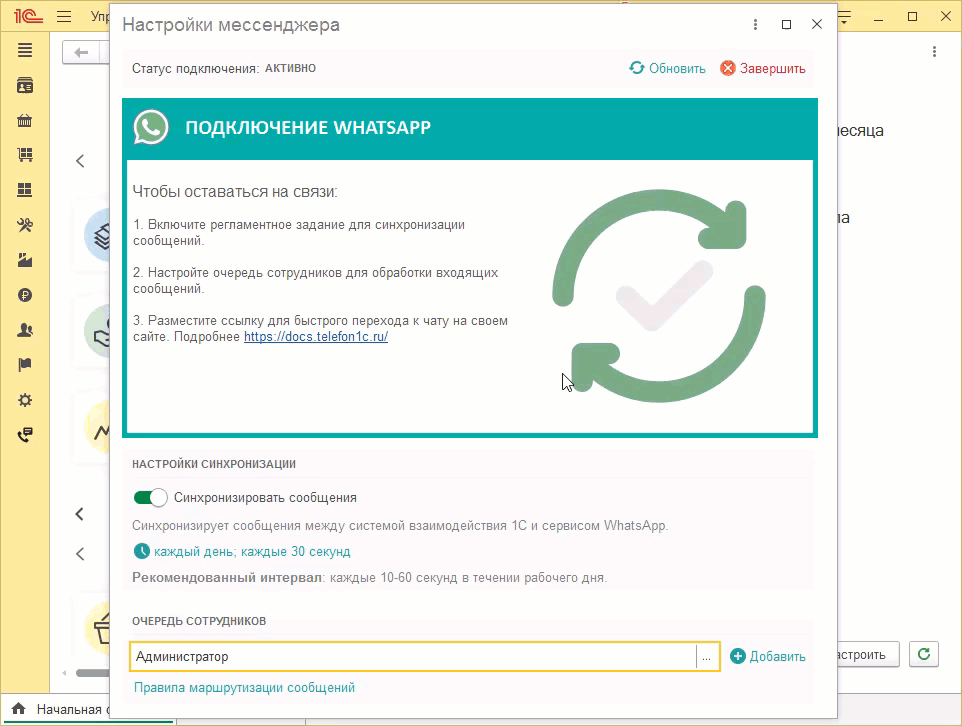 1С
Настройки мессенджера
Статус подключения: АКТИВНО
Обновить
Завершить
ПОДКЛЮЧЕНИЕ WHATSAPP
Чтобы оставаться на связи:
1. Включите регламентное задание для синхронизации
сообщений.
2. Настройте очередь сотрудников для обработки входящих
сообщений.
3. Разместите ссылку для быстрого перехода к чату на своем
сайте. Подробнее https://docs.telefon1c.ru/
НАСТРОЙКИ СИНХРОНИЗАЦИИ
Синхронизировать сообщения
Синхронизирует сообщения между системой взаимодействия 1С и сервисом WhatsApp.
каждый день; каждые 30 секунд
Рекомендованный интервал: каждые 10-60 секунд в течении рабочего дня.
ОЧЕРЕДЬ СОТРУДНИКОВ
Администратор
...
Добавить
Правила маршрутизации сообщений
Начальная